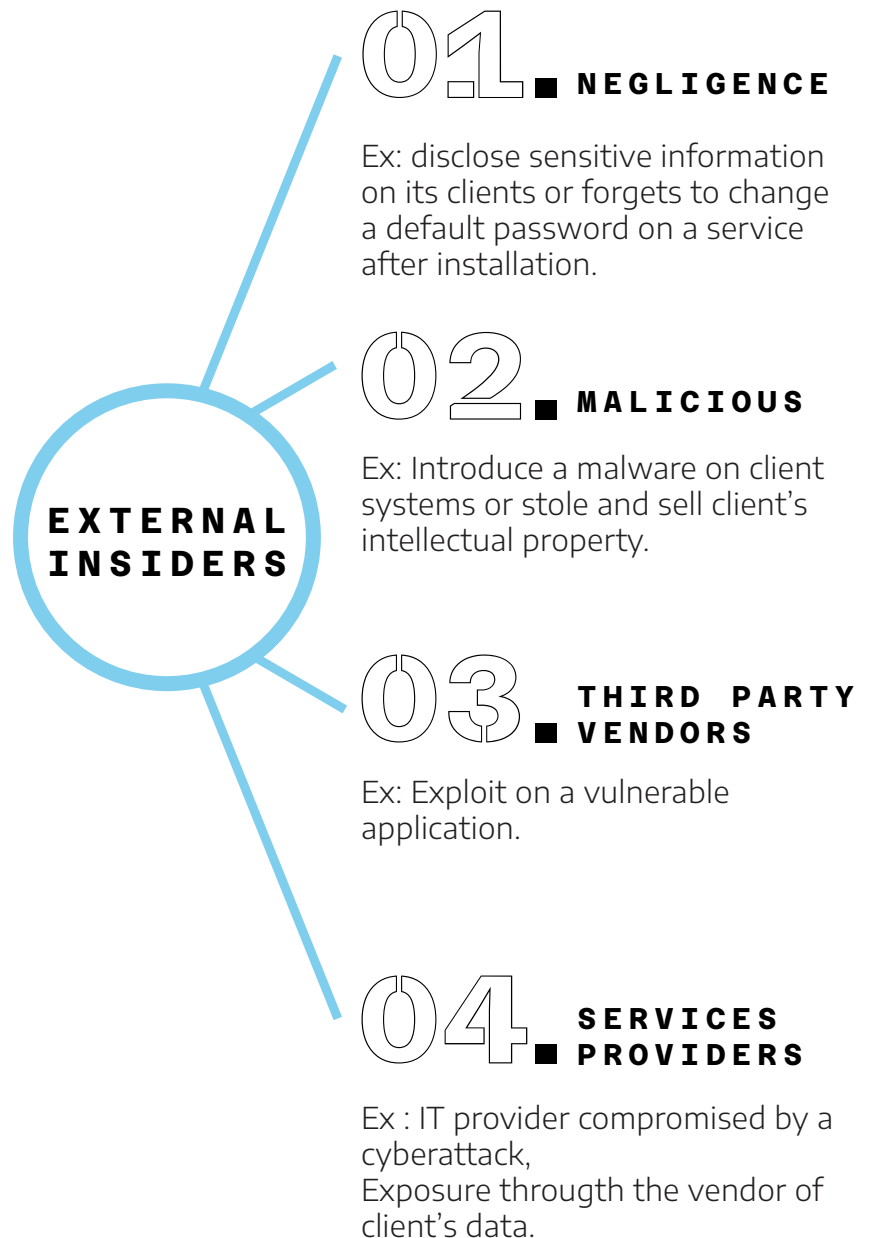 EXTERNAL
INSIDERS
01. NEGLIGENCE
Ex: disclose sensitive information
on its clients or forgets to change
a default password on a service
after installation.
02. MALICIOUS
Ex: Introduce a malware on client
systems or stole and sell client’s
intellectual property.
03. THIRD PARTY
VENDORS
Ex: Exploit on a vulnerable
application.
04. SERVICES
PROVIDERS
Ex : IT provider compromised by a
cyberattack,
Exposure througth the vendor of
client’s data.